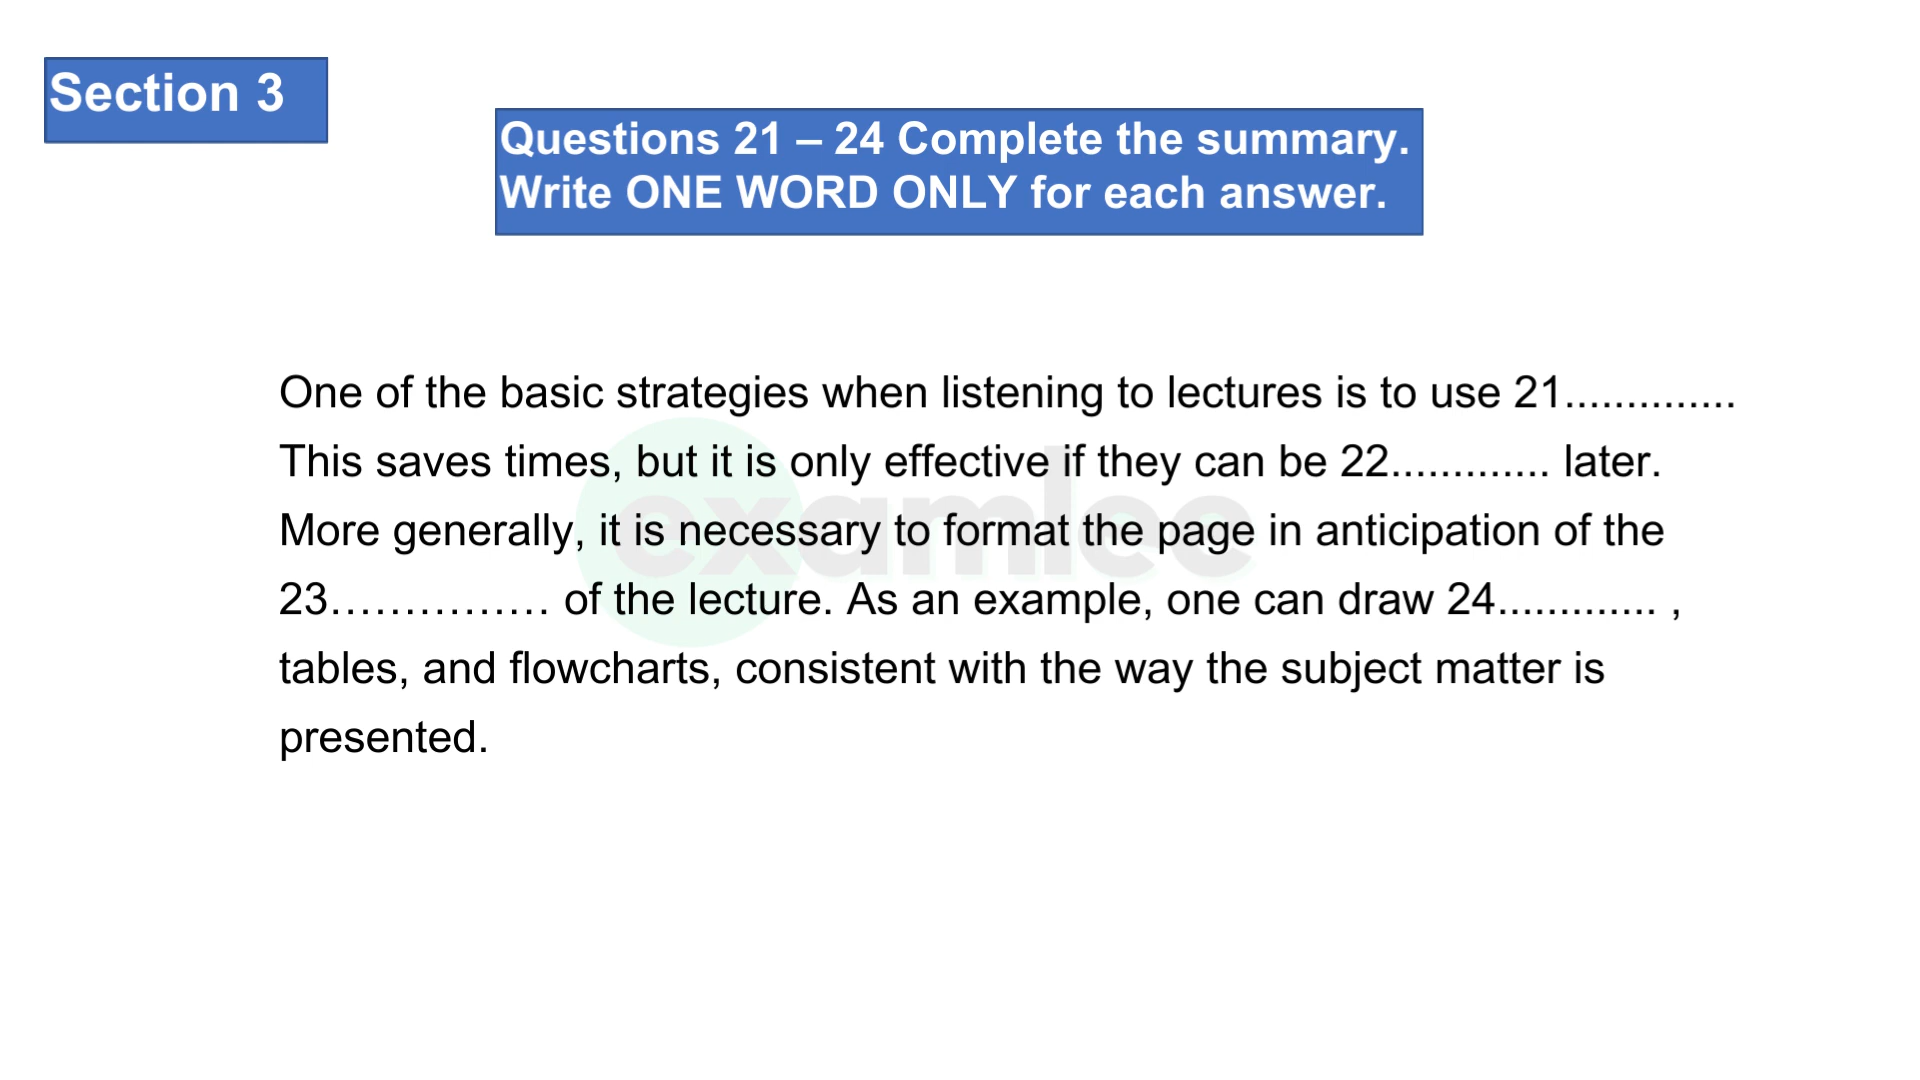 Section 3
Questions 21 – 24 Complete the summary.
Write ONE WORD ONLY for each answer.
One of the basic strategies when listening to lectures is to use 21..............
This saves times, but it is only effective if they can be 22............. later.
More generally, it is necessary to format the page in anticipation of the
examlee
23…………… of the lecture. As an example, one can draw 24............. ,
tables, and flowcharts, consistent with the way the subject matter is
presented.